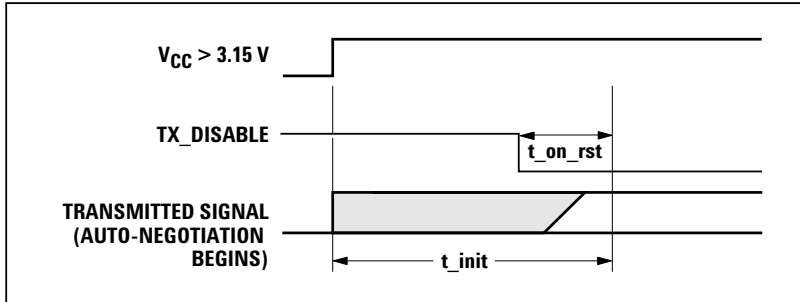 VCC > 3.15 V
TX_DISABLE
t_on_rst
TRANSMITTED SIGNAL
(AUTO-NEGOTIATION
BEGINS)
t_init